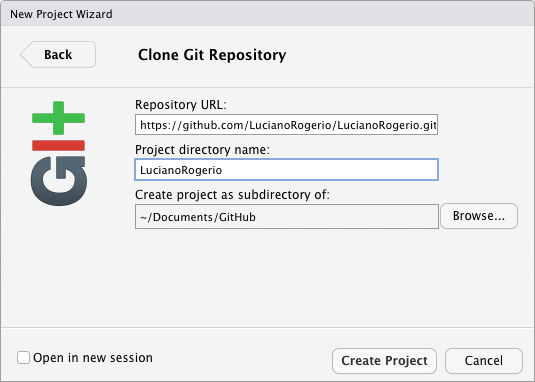 New Project Wizard
Back
Clone Git Repository
git
Repository URL:
https://github.com/LucianoRogerio/LucianoRogerio.git
Project directory name:
LucianoRogerio
Create project as subdirectory of:
~/Documents/GitHub
Browse...
Open in new session
Create Project
Cancel